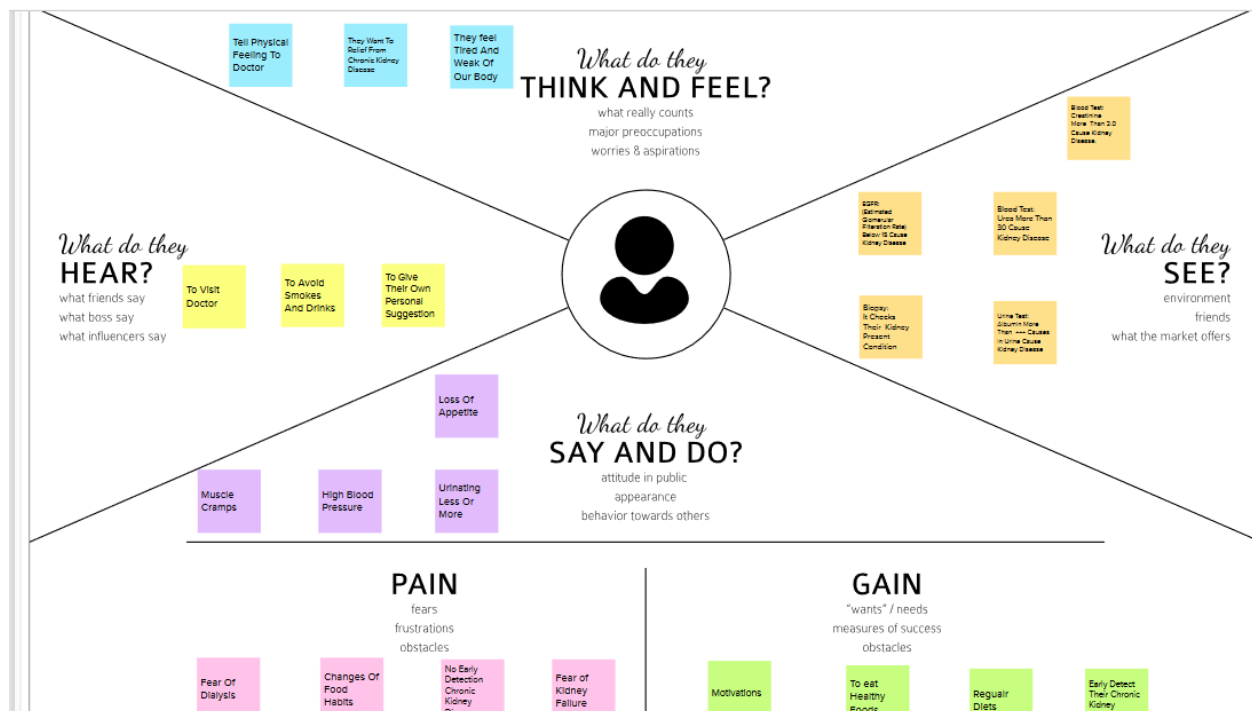 Tell Physical
Feeling To
Doctor
They Want To
Relief From
Chronic Kidney
Disease
They feel
Tired And
Weak Of
Our Body
What do they
THINK AND FEEL?
what really counts
major preoccupations
worries & aspirations
Blood Test:
Creatinine
More Than 2.0
Cause Kidney
Disease.
EGFR:
(Estimated
Glomerular
Filteration Rate)
Below 15 Cause
Kidney Disease
Blood Test:
Urea More Than
30 Cause
Kidney Disease
What do they
HEAR?
what friends say
what boss say
what influencers say
To Visit
Doctor
To Avoid
Smokes
And Drinks
To Give
Their Own
Personal
Suggestion
What do they
SEE?
environment
friends
what the market offers
Biopsy:
It Checks
Their Kidney
Present
Condition
Urine Test:
Albumin More
Than +++ Causes
In Urine Cause
Kidney Disease
Loss Of
Appetite
Muscle
Cramps
High Blood
Pressure
Urinating
Less Or
More
What do they
SAY AND DO?
attitude in public
appearance
behavior towards others
PAIN
fears
frustrations
obstacles
Fear Of
Dialysis
Changes Of
Food
Habits
No Early
Detection
Chronic
Kidney
Fear of
Kidney
Failure
GAIN
"wants" / needs
measures of success
obstacles
Motivations
To eat
Healthy
Foods
Regualr
Diets
Early Detect
Their Chronic
Kidney